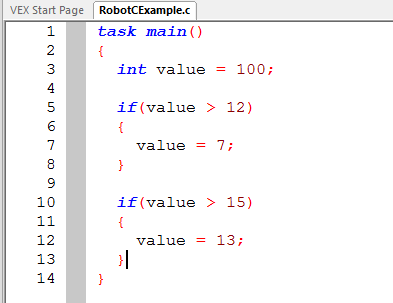 VEX Start Page RobotCExample.c
1 task main()
2 {
3 int value = 100;
4
5 if(value > 12)
6 {
7 value = 7;
8 }
9
10 if(value > 15)
11 {
12 value = 13;
13 }
14 }